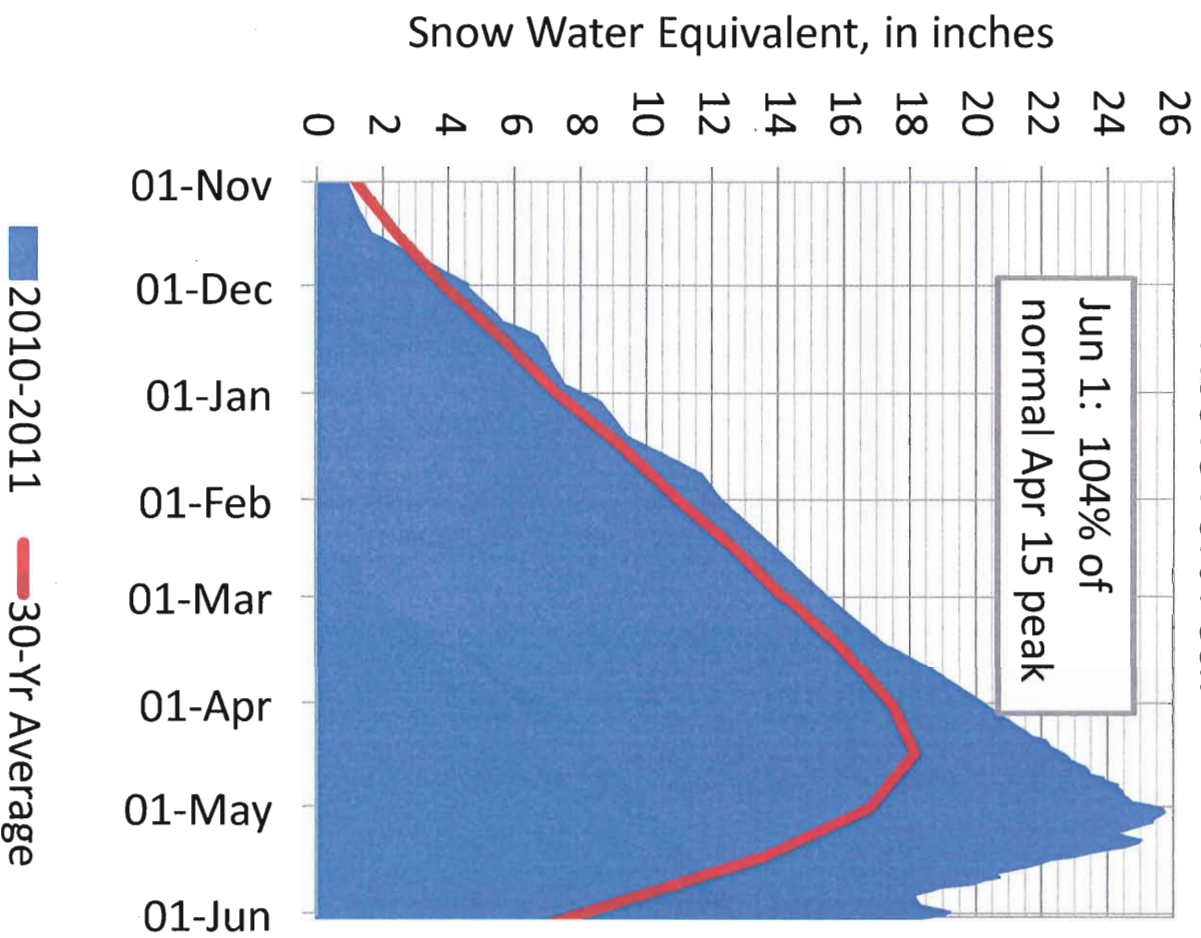 Snow Water Equivalent, in inches
0
2
4
6
8
10
12
14
16
18
20
22
24
26
01-Nov
01-Dec
01-Jan
01-Feb
01-Mar
01-Apr
01-May
01-Jun
Jun 1: 104% of
normal Apr 15 peak
2010-2011
30-Yr Average